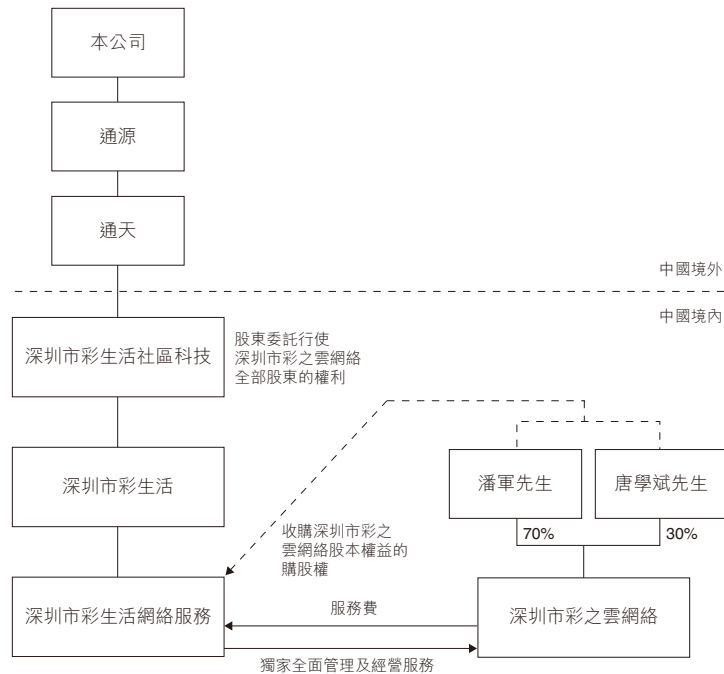 本公司
通源
通天
中國境外
中國境內
深圳市彩生活社區科技
股東委託行使
深圳市彩之雲網絡
全部股東的權利
深圳市彩生活
潘軍先生
唐學斌先生
收購深圳市彩之
雲網絡股本權益的
購股權
70%
30%
深圳市彩生活網絡服務
服務費
深圳市彩之雲網絡
獨家全面管理及經營服務